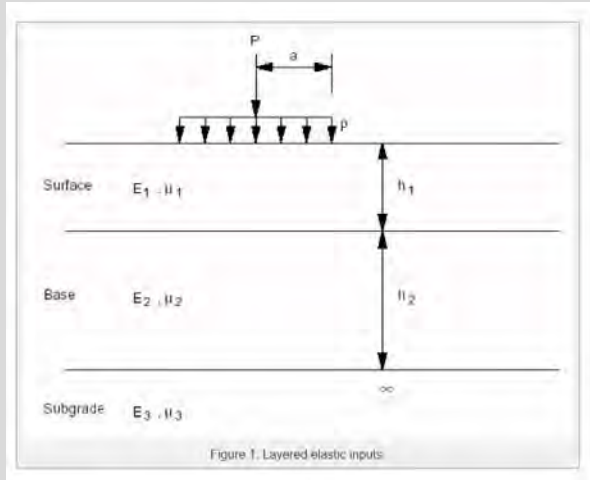 P
a
p
Surface E₁ , μ₁ h₁
Base E₂ , μ₂ h₂
∞
Subgrade E₃ , μ₃
Figure 1. Layered elastic inputs